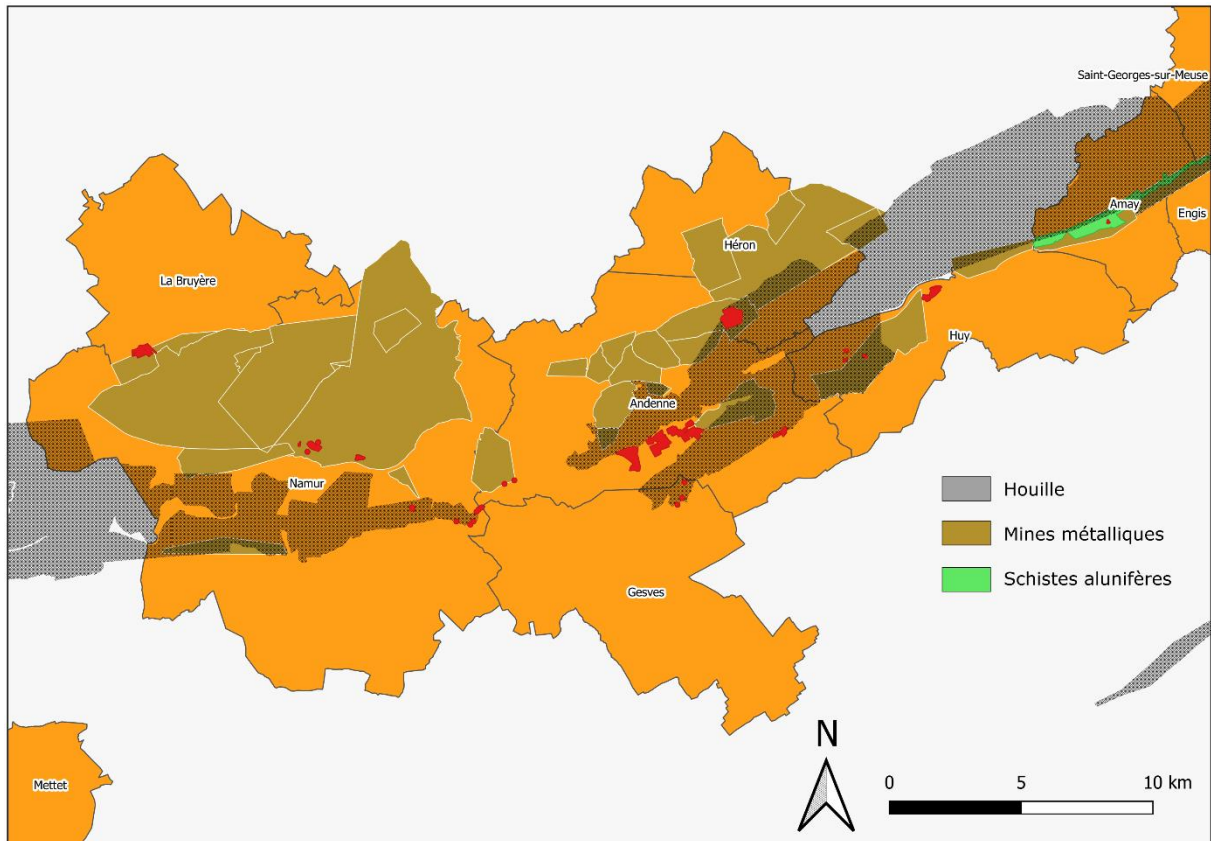 Saint-Georges-sur-Meuse
Amay
Engis
Héron
La Bruyère
Huy
Andenne
Namur
Houille
Mines métalliques
Schistes alunifères
Gesves
Mettet
N
0 5 10 km